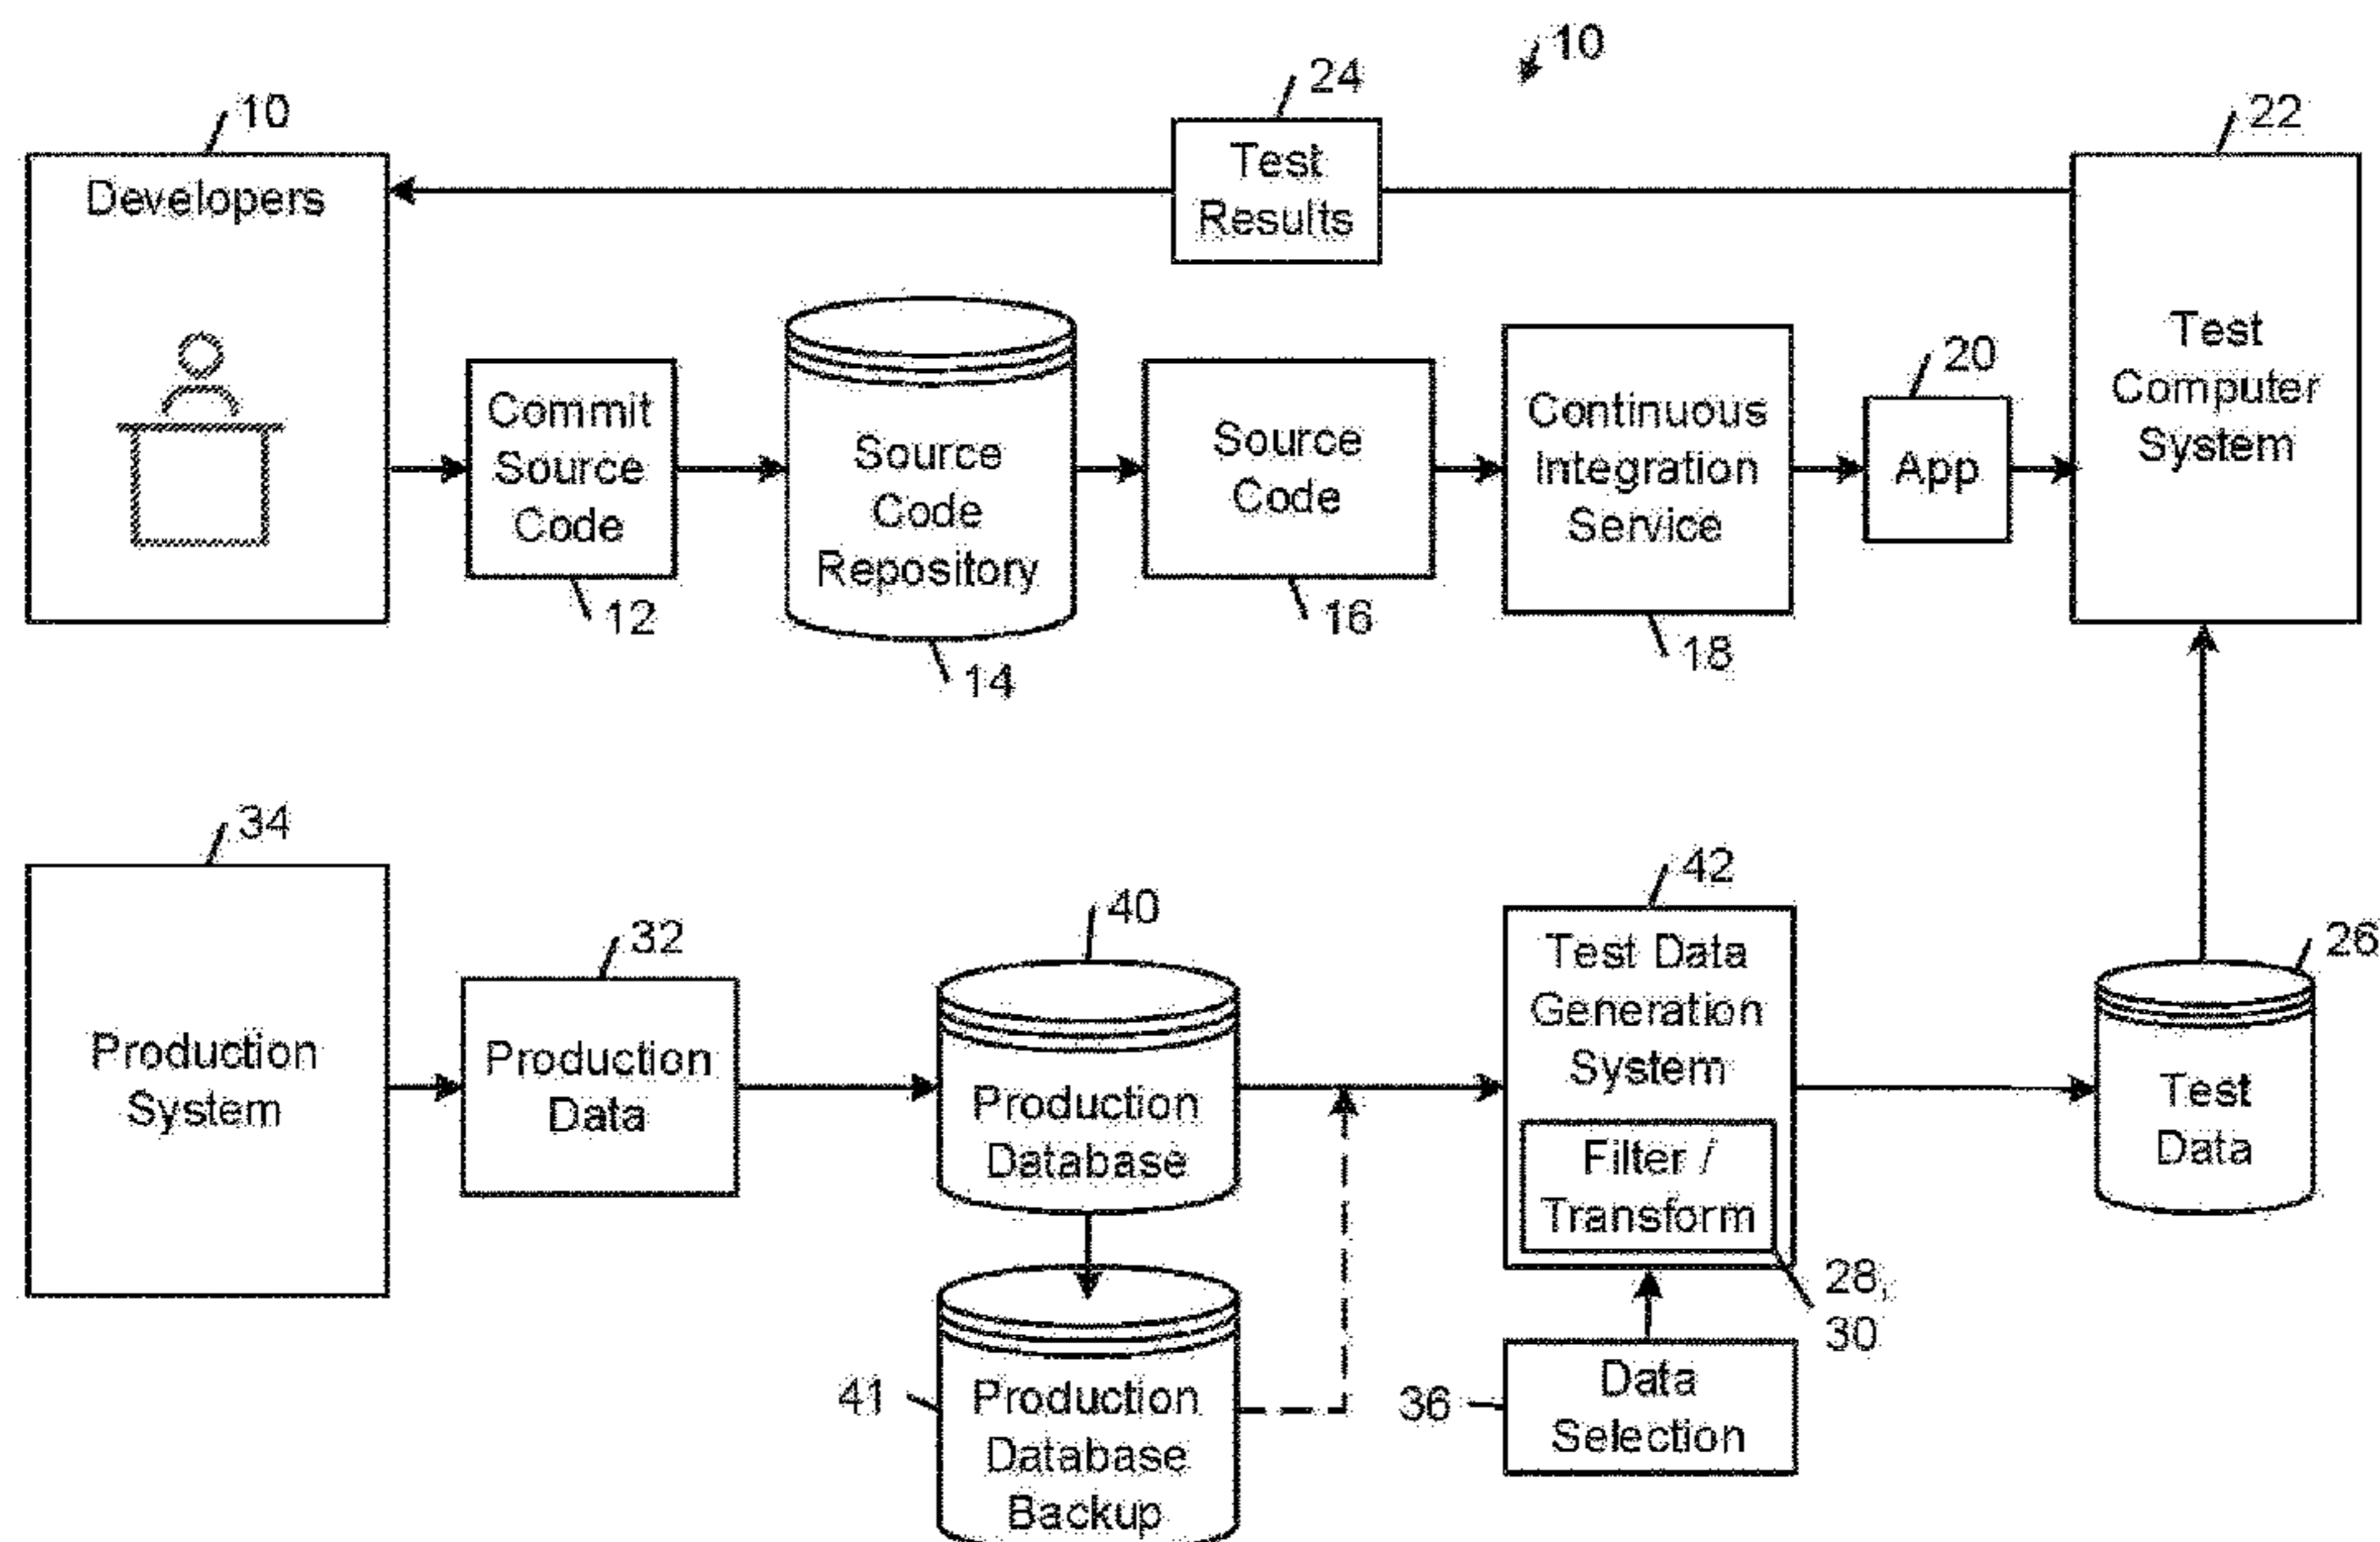 10
24
10
22
Developers
Test
Results
Test
Computer
System
20
Commit
Source
Code
Source
Code
Repository
Source
Code
Continuous
Integration
Service
App
12
14
16
18
34
32
40
42
26
Production
System
Production
Data
Production
Database
Test Data
Generation
System
Filter /
Transform
Test
Data
28,
30
41
Production
Database
Backup
36
Data
Selection